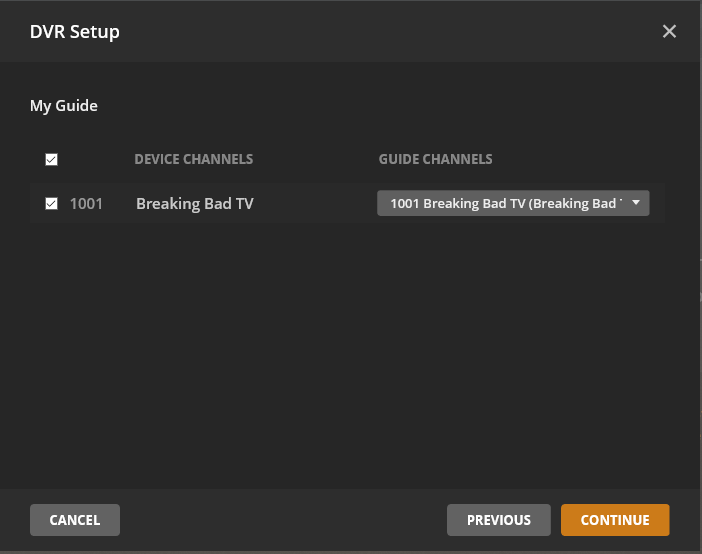 DVR Setup
My Guide
DEVICE CHANNELS GUIDE CHANNELS
1001 Breaking Bad TV 1001 Breaking Bad TV (Breaking Bad
CANCEL PREVIOUS CONTINUE